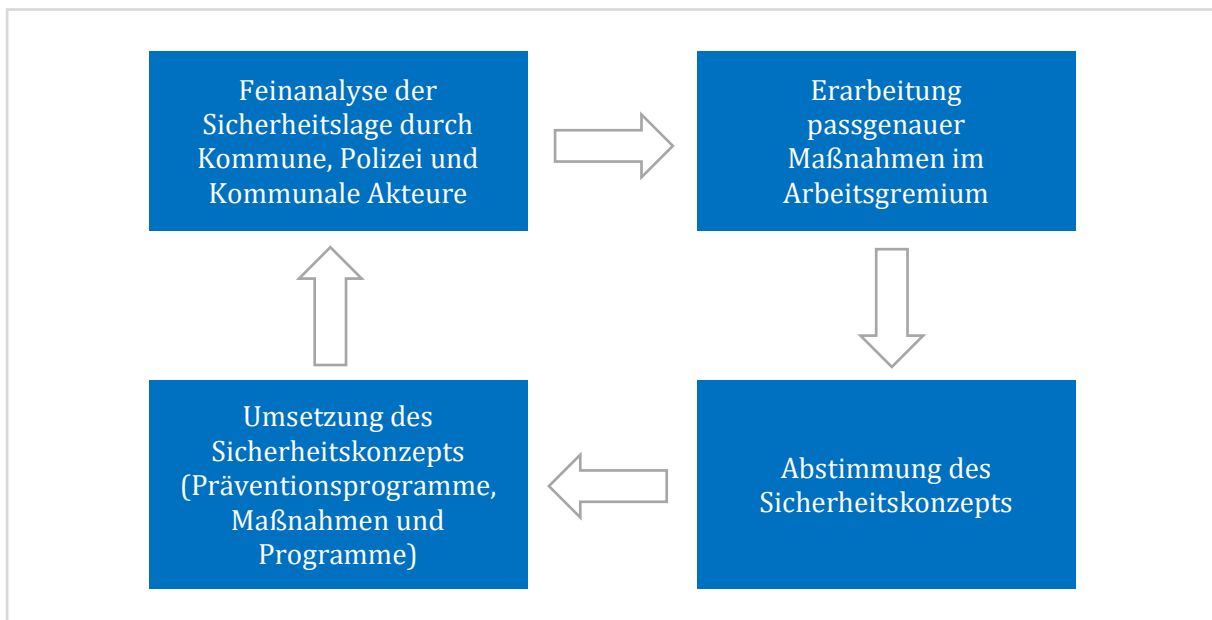 Feinanalyse der
Sicherheitslage durch
Kommune, Polizei und
Kommunale Akteure
Erarbeitung
passgenauer
Maßnahmen im
Arbeitsgremium
Umsetzung des
Sicherheitskonzepts
(Präventionsprogramme,
Maßnahmen und
Programme)
Abstimmung des
Sicherheitskonzepts